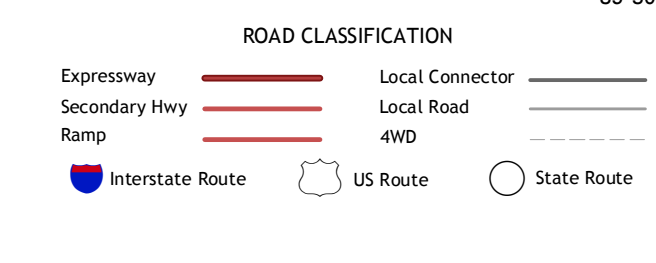 ROAD CLASSIFICATION
Expressway
Local Connector
Secondary Hwy
Local Road
Ramp
4WD
Interstate Route
US Route
State Route